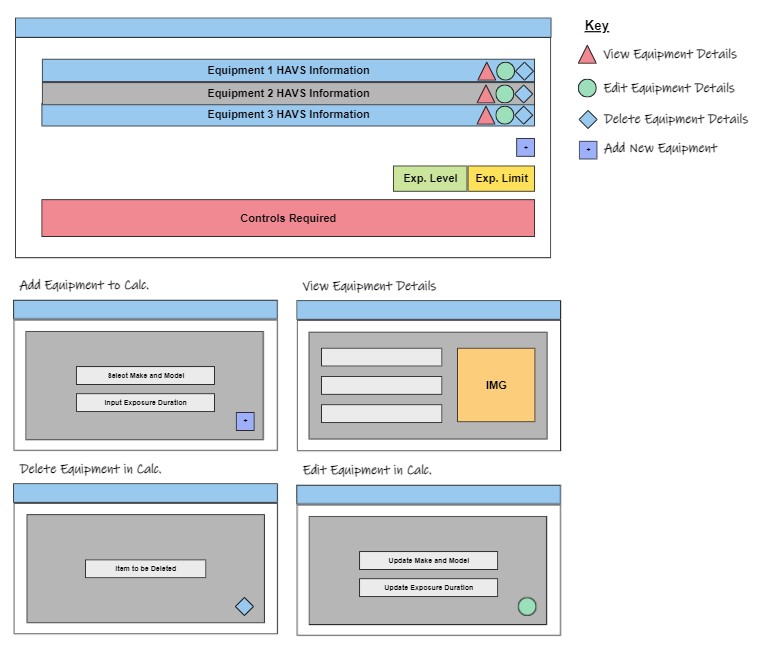 Key
Equipment 1 HAVS Information
Equipment 2 HAVS Information
Equipment 3 HAVS Information
+
Exp. Level
Exp. Limit
Controls Required
View Equipment Details
Edit Equipment Details
Delete Equipment Details
+
Add New Equipment
Add Equipment to Calc.
Select Make and Model
Input Exposure Duration
+
View Equipment Details
IMG
Delete Equipment in Calc.
Item to be Deleted
Edit Equipment in Calc.
Update Make and Model
Update Exposure Duration